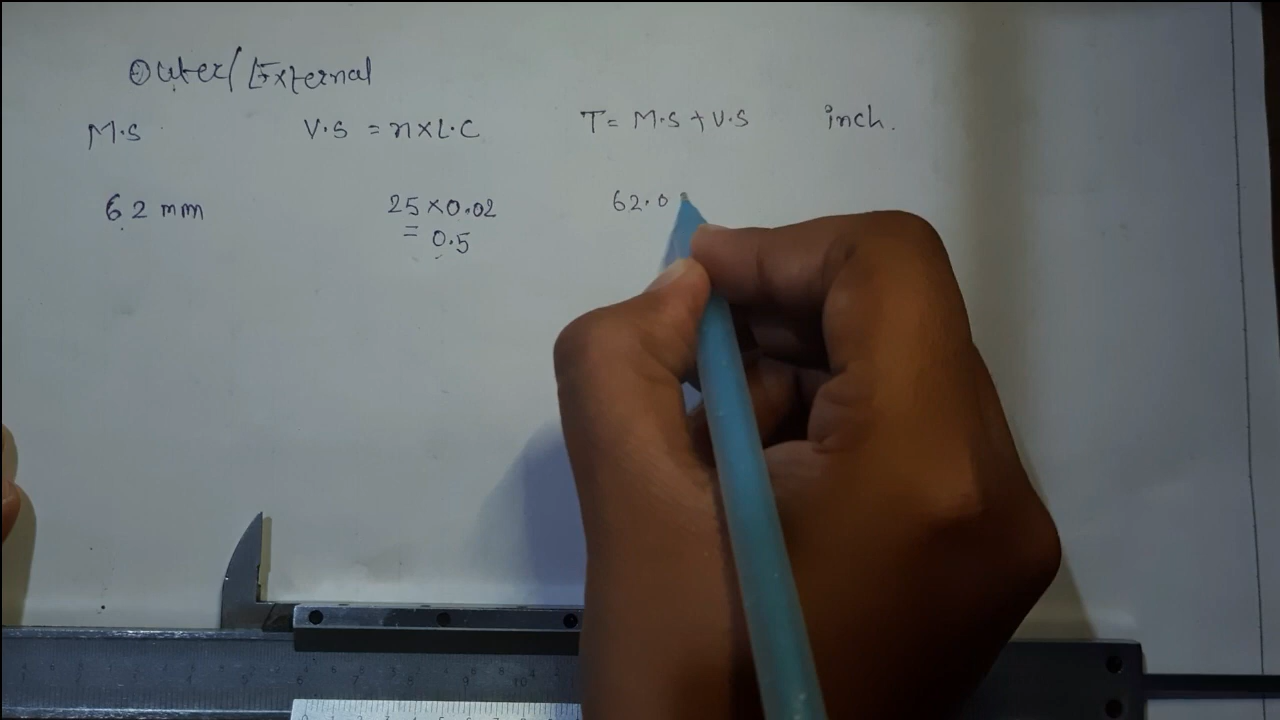 Outer/External
M.S V.S = n×L.C T= M.S + V.S inch.
62 mm 25×0.02 62.0
= 0.5